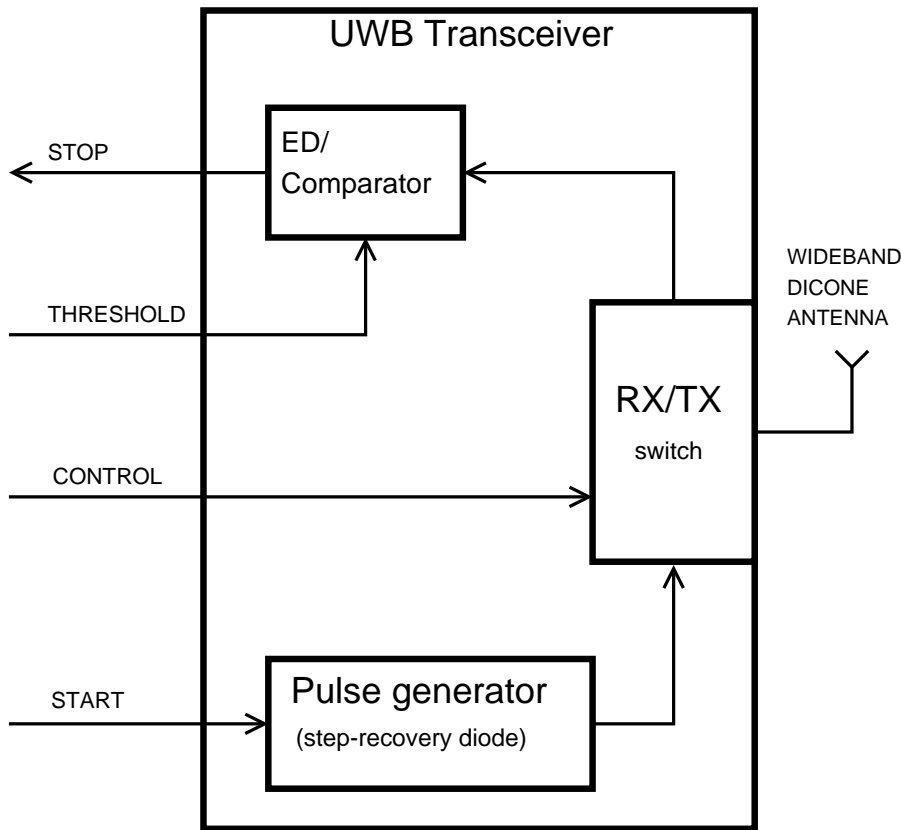 UWB Transceiver
ED/
Comparator
STOP
THRESHOLD
WIDEBAND
DICONE
ANTENNA
RX/TX
switch
CONTROL
Pulse generator
(step-recovery diode)
START